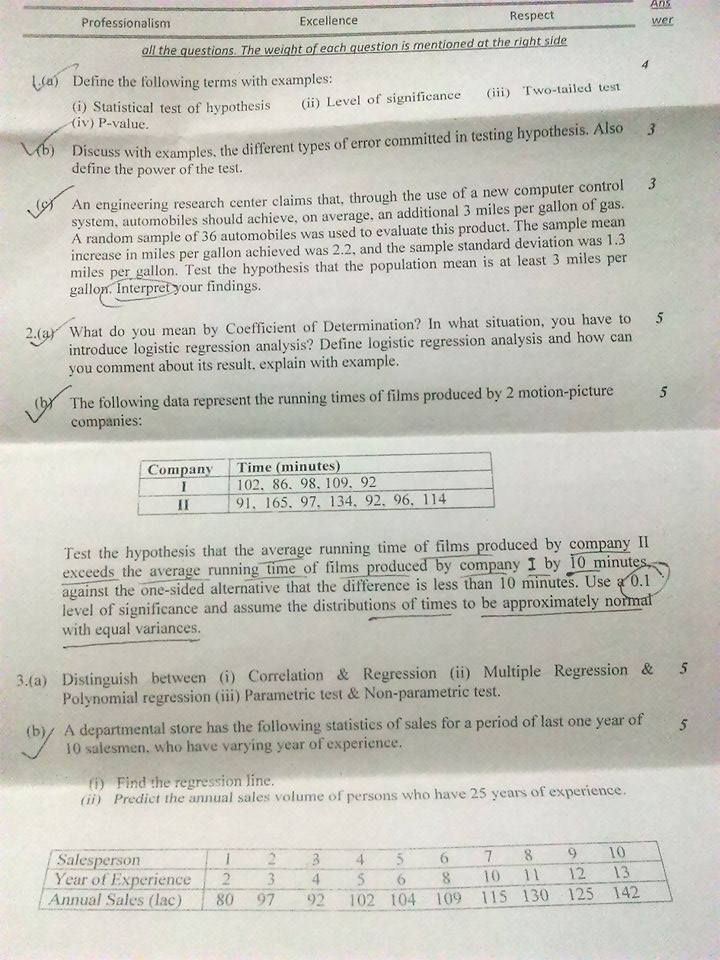 Professionalism Excellence Respect Ans
wer
all the questions. The weight of each question is mentioned at the right side
1.(a) Define the following terms with examples: 4
(i) Statistical test of hypothesis (ii) Level of significance (iii) Two-tailed test
(iv) P-value.
(b) Discuss with examples, the different types of error committed in testing hypothesis. Also 3
define the power of the test.
(c) An engineering research center claims that, through the use of a new computer control 3
system, automobiles should achieve, on average, an additional 3 miles per gallon of gas.
A random sample of 36 automobiles was used to evaluate this product. The sample mean
increase in miles per gallon achieved was 2.2, and the sample standard deviation was 1.3
miles per gallon. Test the hypothesis that the population mean is at least 3 miles per
gallon. Interpret your findings.
2.(a) What do you mean by Coefficient of Determination? In what situation, you have to 5
introduce logistic regression analysis? Define logistic regression analysis and how can
you comment about its result, explain with example.
(b) The following data represent the running times of films produced by 2 motion-picture 5
companies:
Company Time (minutes)
I 102, 86, 98, 109, 92
II 91, 165, 97, 134, 92, 96, 114
Test the hypothesis that the average running time of films produced by company II
exceeds the average running time of films produced by company I by 10 minutes,
against the one-sided alternative that the difference is less than 10 minutes. Use a 0.1
level of significance and assume the distributions of times to be approximately normal
with equal variances.
3.(a) Distinguish between (i) Correlation & Regression (ii) Multiple Regression & 5
Polynomial regression (iii) Parametric test & Non-parametric test.
(b) A departmental store has the following statistics of sales for a period of last one year of 5
10 salesmen, who have varying year of experience.
(i) Find the regression line.
(ii) Predict the annual sales volume of persons who have 25 years of experience.
Salesperson 1 2 3 4 5 6 7 8 9 10
Year of Experience 2 3 4 5 6 8 10 11 12 13
Annual Sales (lac) 80 97 92 102 104 109 115 130 125 142